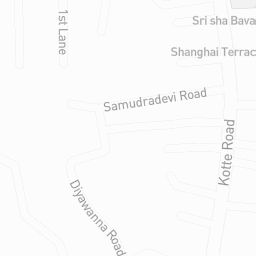 1st Lane
Sri sha Bava
Shanghai Terrac
Samudradevi Road
Kotte Road
Diyawanna Road